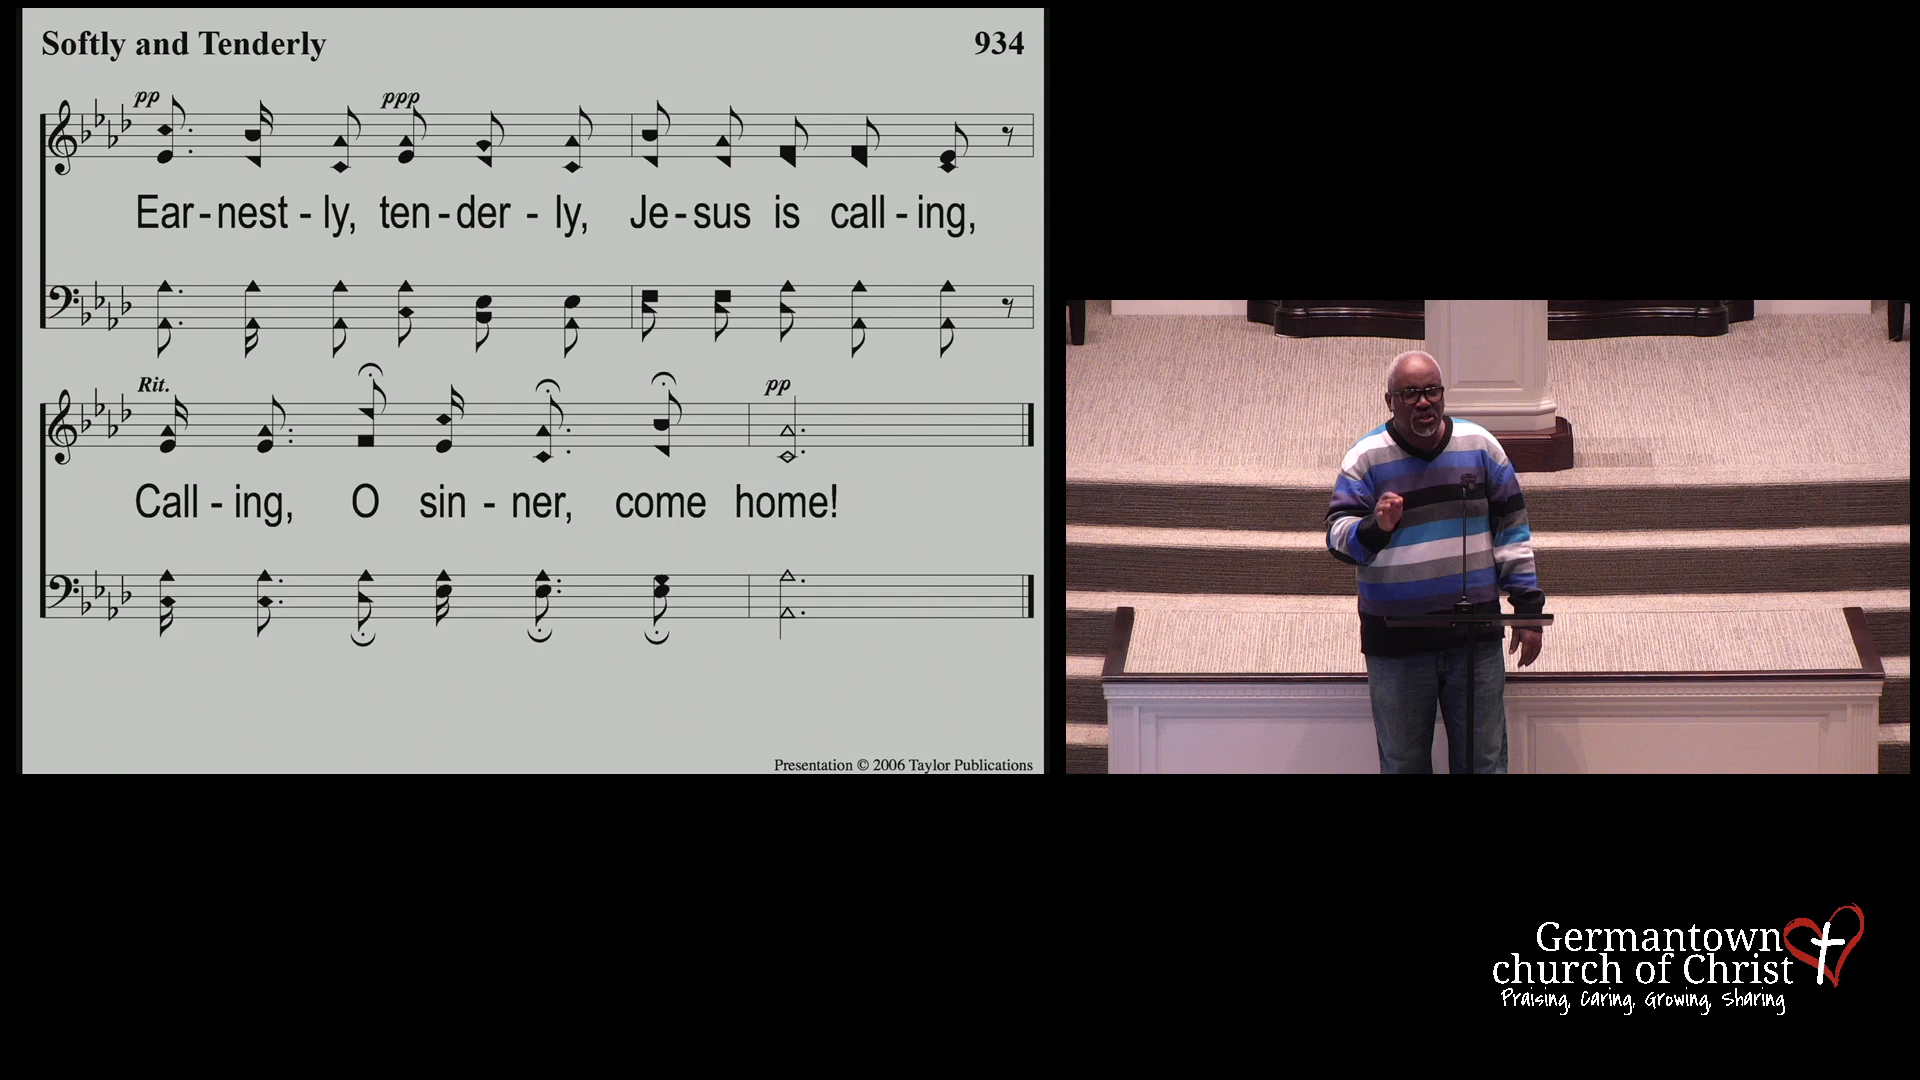 Softly and Tenderly 934
pp ppp
Ear - nest - ly, ten - der - ly, Je - sus is call - ing,
Rit. pp
Call - ing, O sin - ner, come home!
Presentation © 2006 Taylor Publications
Germantown
church of Christ
Praising, Caring, Growing, Sharing